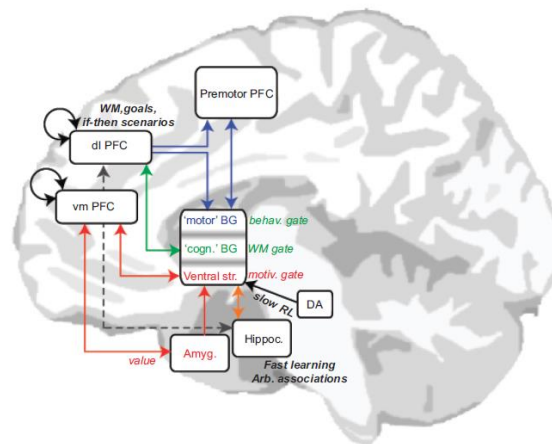 WM,goals,
if-then scenarios
Premotor PFC
dl PFC
vm PFC
'motor' BG
behav. gate
'cogn.' BG
WM gate
Ventral str.
motiv. gate
slow RL
DA
value
Amyg.
Hippoc.
Fast learning
Arb. associations